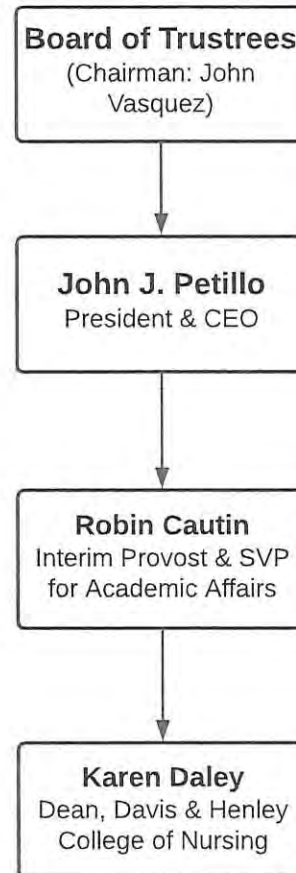 Board of Trustees
(Chairman: John
Vasquez)
John J. Petillo
President & CEO
Robin Cautin
Interim Provost & SVP
for Academic Affairs
Karen Daley
Dean, Davis & Henley
College of Nursing